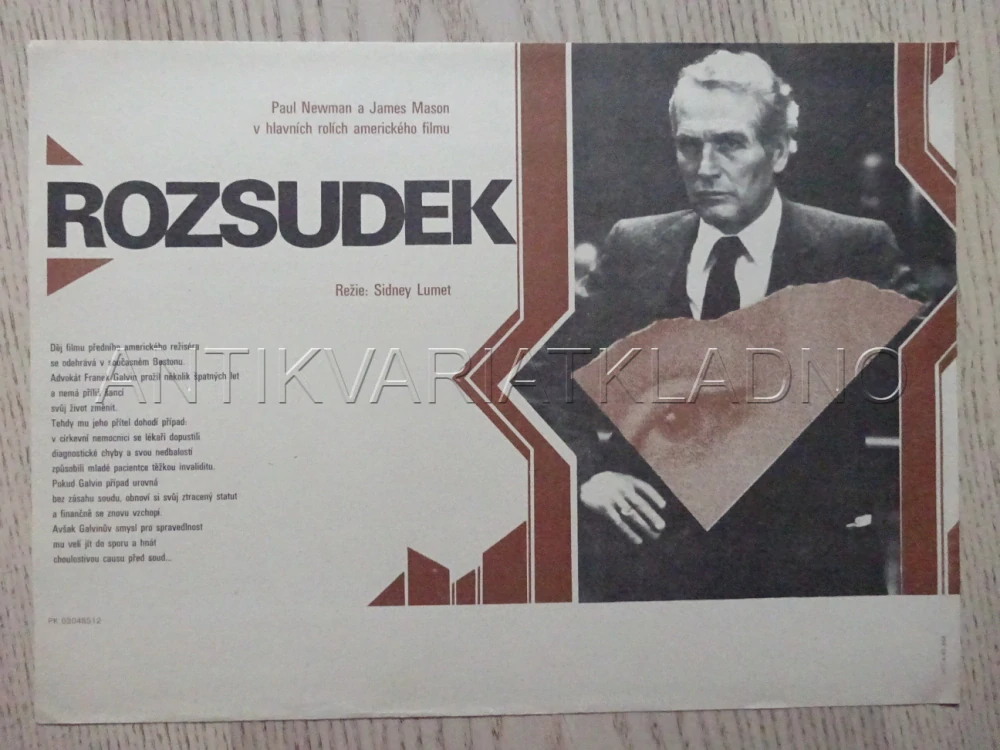 Paul Newman a James Mason
v hlavních rolích amerického filmu
ROZSUDEK
Režie: Sidney Lumet
Děj filmu předního amerického režiséra
se odehrává v současném Bostonu.
Advokát Frank Galvin prožil několik špatných let
a nemá příliš šancí
svůj život změnit.
Tehdy mu jeho přítel dohodí případ:
v církevní nemocnici se lékaři dopustili
diagnostické chyby a svou nedbalostí
způsobili mladé pacientce těžkou invaliditu.
Pokud Galvin případ urovná
bez zásahu soudu, obnoví si svůj ztracený statut
a finančně se znovu vzchopí.
Avšak Galvinův smysl pro spravedlnost
mu velí jít do sporu a hnát
choulostivou causu před soud...
PK 65046512
ANTIKVARIATKLADNO